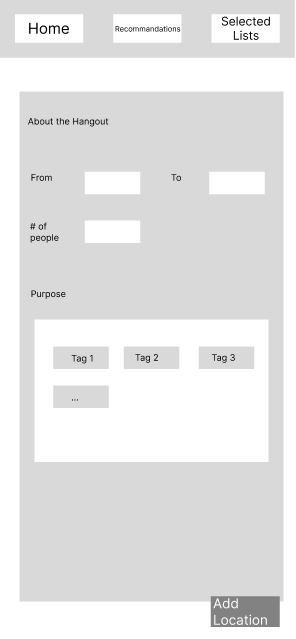 Home
Recommandations
Selected
Lists
About the Hangout
From
To
# of
people
Purpose
Tag 1
Tag 2
Tag 3
...
Add
Location